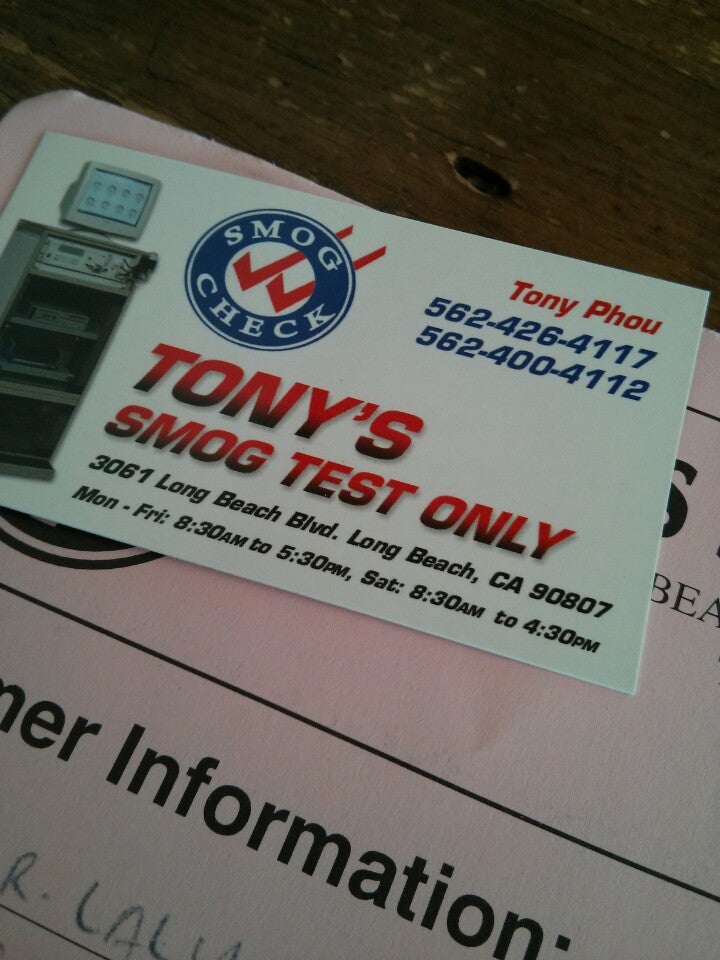 SMOG
CHECK
Tony Phou
562-426-4117
562-400-4112
TONY'S
SMOG TEST ONLY
3061 Long Beach Blvd. Long Beach, CA 90807
Mon - Fri: 8:30AM to 5:30PM, Sat: 8:30AM to 4:30PM
S
BEA
mer Information:
R.